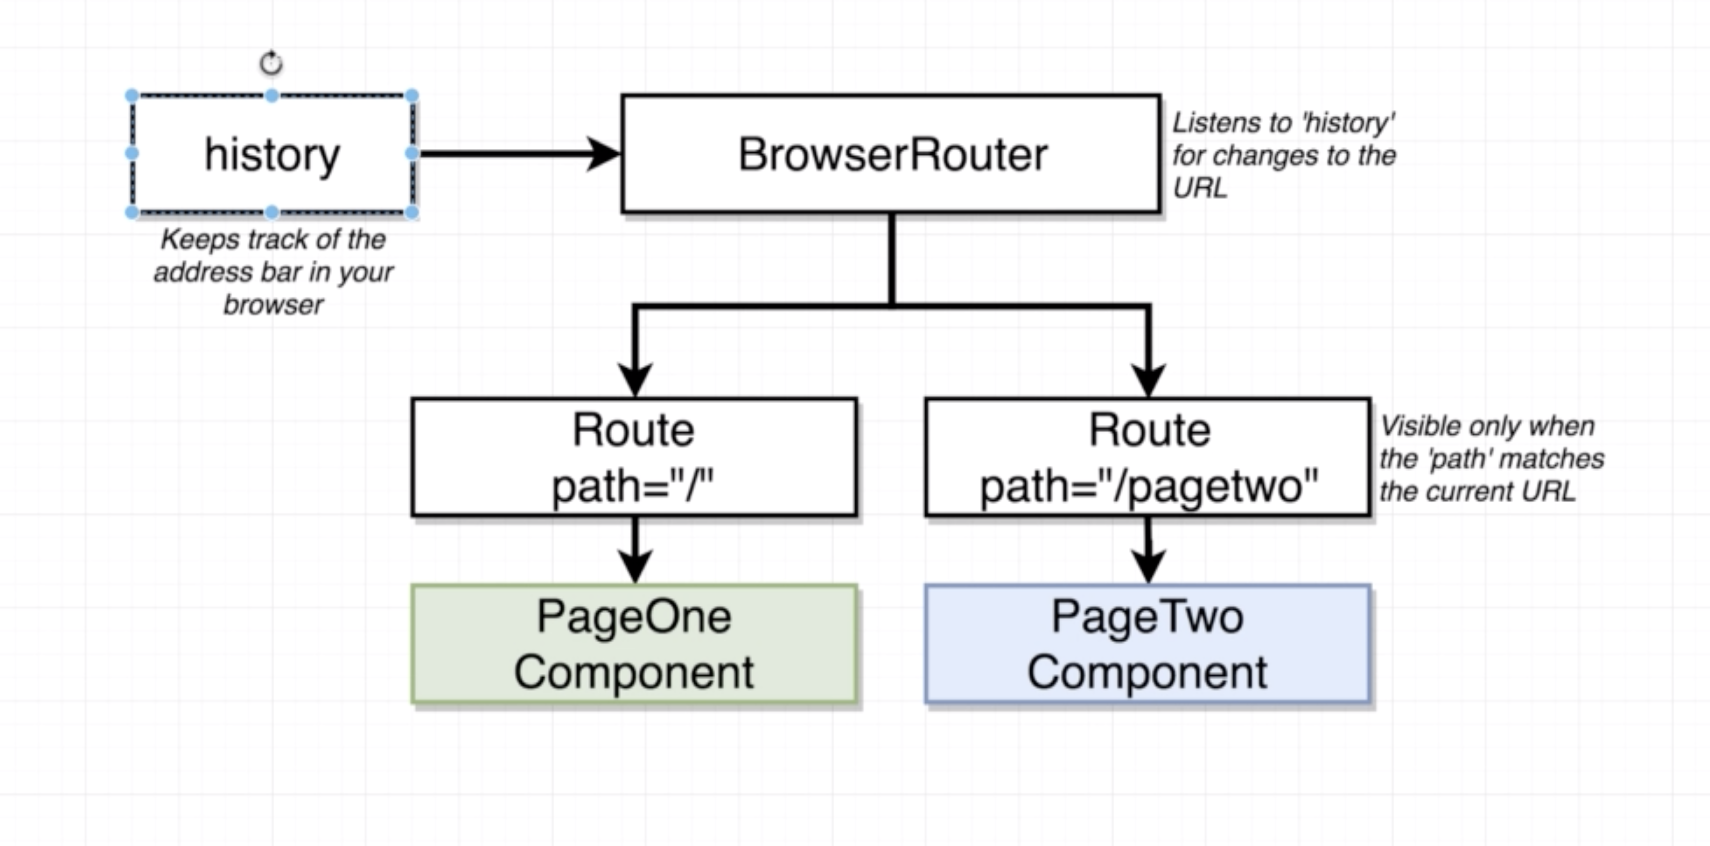 history
BrowserRouter
Listens to 'history'
for changes to the
URL
Keeps track of the
address bar in your
browser
Route
path="/"
Route
path="/pagetwo"
Visible only when
the 'path' matches
the current URL
PageOne
Component
PageTwo
Component